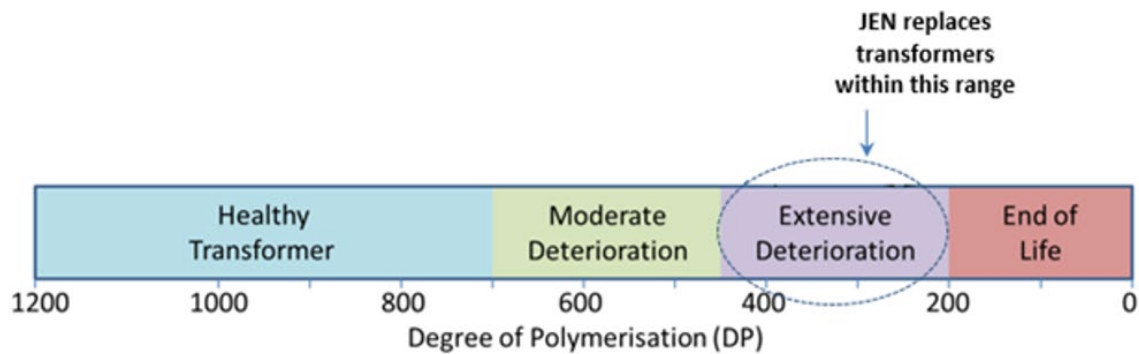 JEN replaces
transformers
within this range
Healthy
Transformer
Moderate
Deterioration
Extensive
Deterioration
End of
Life
1200 1000 800 600 400 200 0
Degree of Polymerisation (DP)